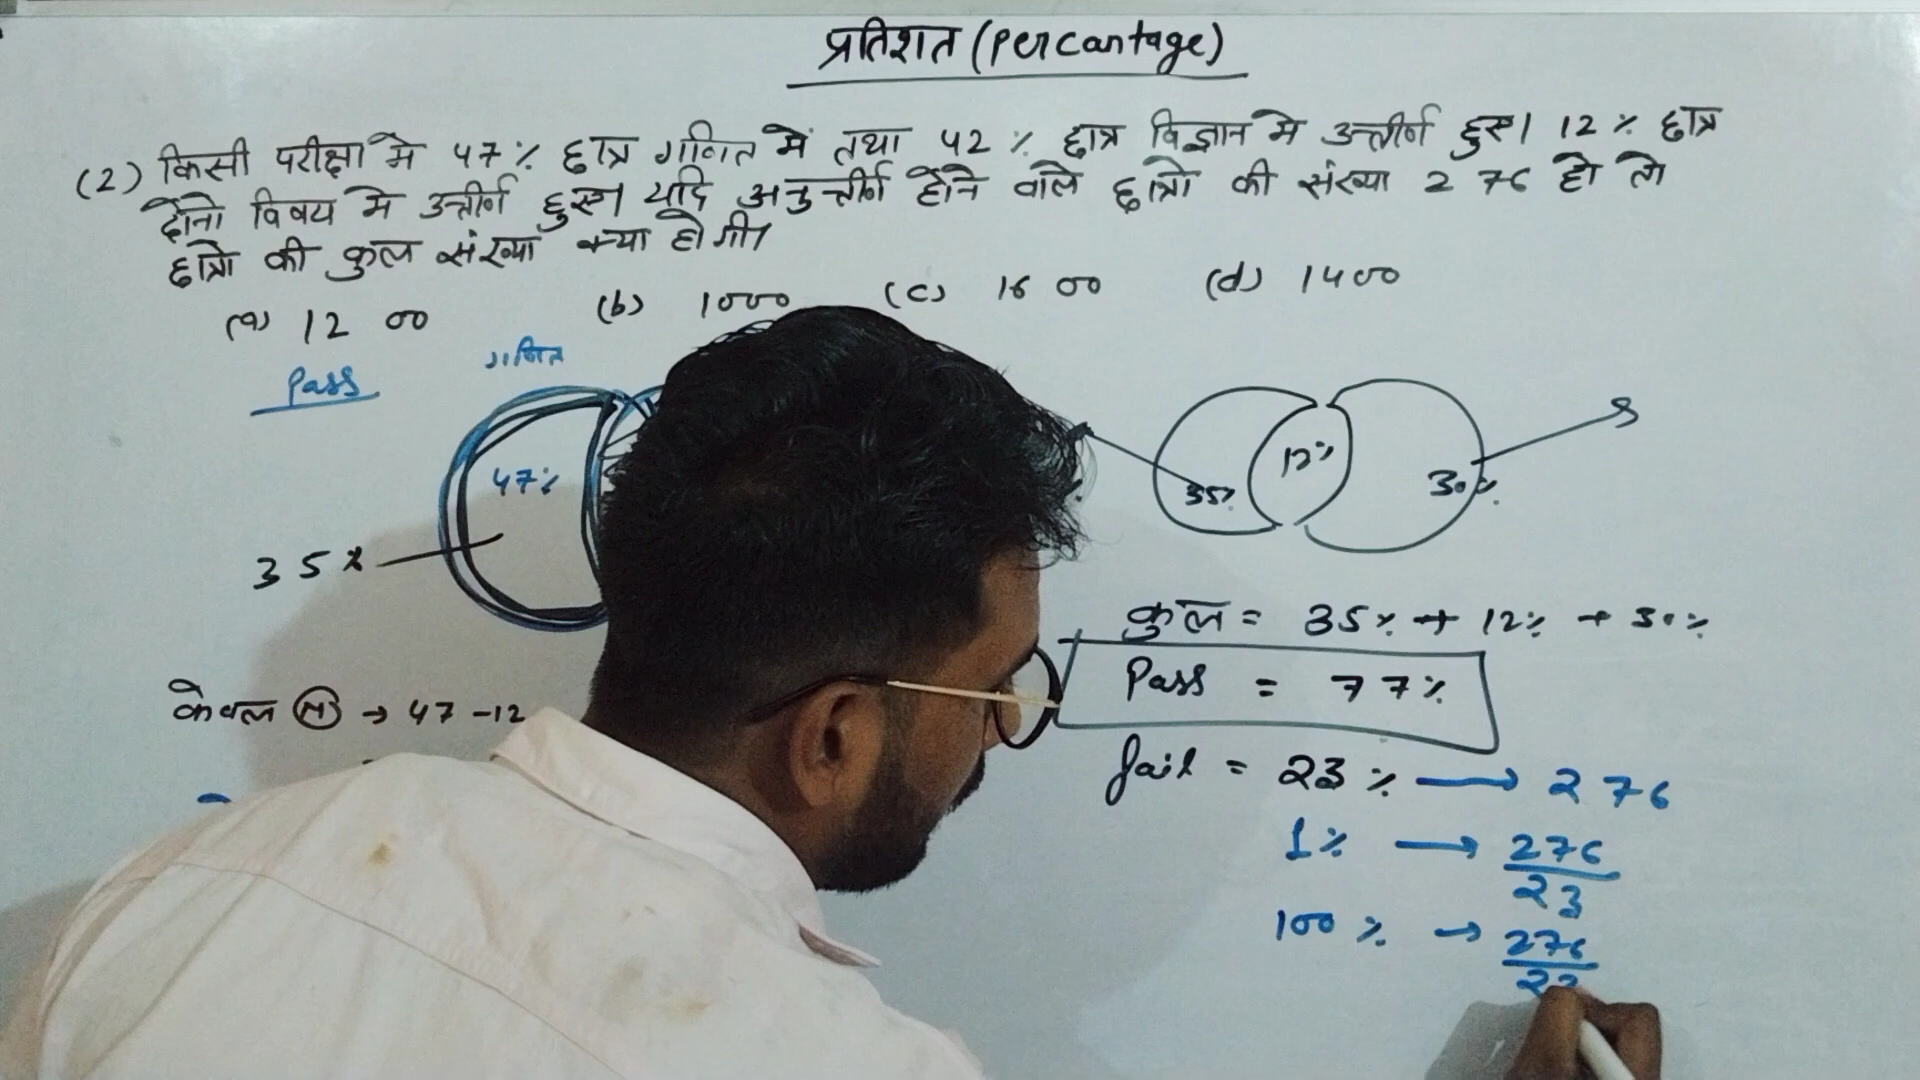 प्रतिशत (Percantage)
(2) किसी परीक्षा मे 47% छात्र गणित में तथा 42% छात्र विज्ञान मे उत्तीर्ण हुए। 12% छात्र
दोनो विषय मे उत्तीर्ण हुए। यदि अनुत्तीर्ण होने वाले छात्रो की संख्या 276 हो तो
छात्रो की कुल संख्या क्या होगी।
(a) 1200 (b) 1000 (c) 1600 (d) 1400
Pass गणित
47%
35%
35% 12% 30%
S
केवल M → 47 - 12
कुल = 35% + 12% + 30%
Pass = 77%
fail = 23% → 276
1% → 276/23
100% → 276/23